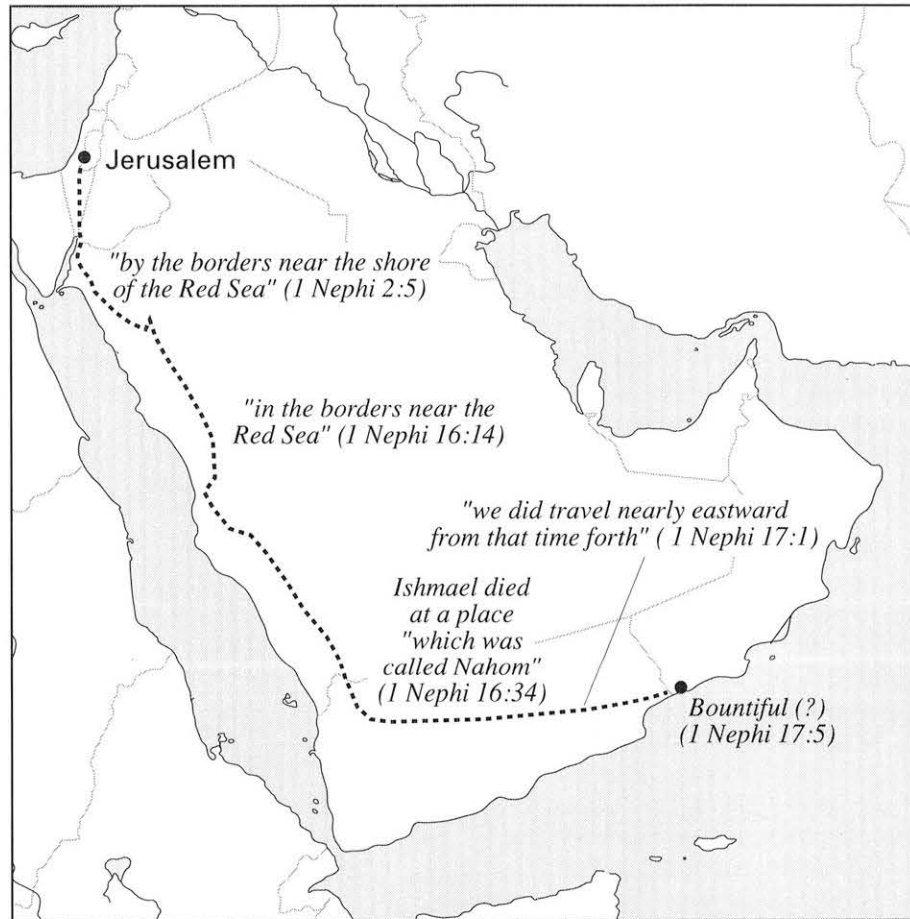 Jerusalem
"by the borders near the shore
of the Red Sea" (1 Nephi 2:5)
"in the borders near the
Red Sea" (1 Nephi 16:14)
"we did travel nearly eastward
from that time forth" ( 1 Nephi 17:1)
Ishmael died
at a place
"which was
called Nahom"
(1 Nephi 16:34)
Bountiful (?)
(1 Nephi 17:5)